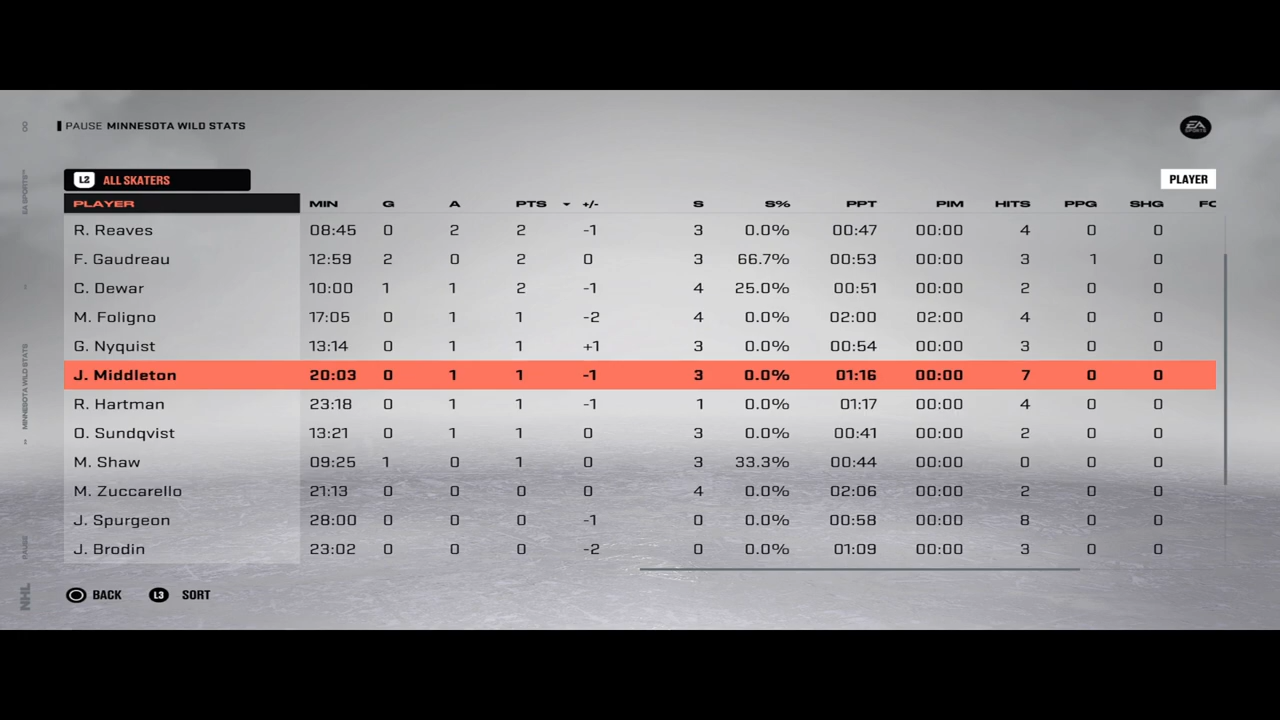 PAUSE MINNESOTA WILD STATS
EA SPORTS
L2 ALL SKATERS
PLAYER
PLAYER MIN G A PTS +/- S S% PPT PIM HITS PPG SHG FC
R. Reaves 08:45 0 2 2 -1 3 0.0% 00:47 00:00 4 0 0
F. Gaudreau 12:59 2 0 2 0 3 66.7% 00:53 00:00 3 1 0
C. Dewar 10:00 1 1 2 -1 4 25.0% 00:51 00:00 2 0 0
M. Foligno 17:05 0 1 1 -2 4 0.0% 02:00 02:00 4 0 0
G. Nyquist 13:14 0 1 1 +1 3 0.0% 00:54 00:00 3 0 0
J. Middleton 20:03 0 1 1 -1 3 0.0% 01:16 00:00 7 0 0
R. Hartman 23:18 0 1 1 -1 1 0.0% 01:17 00:00 4 0 0
O. Sundqvist 13:21 0 1 1 0 3 0.0% 00:41 00:00 2 0 0
M. Shaw 09:25 1 0 1 0 3 33.3% 00:44 00:00 0 0 0
M. Zuccarello 21:13 0 0 0 0 4 0.0% 02:06 00:00 2 0 0
J. Spurgeon 28:00 0 0 0 -1 0 0.0% 00:58 00:00 8 0 0
J. Brodin 23:02 0 0 0 -2 0 0.0% 01:09 00:00 3 0 0
BACK L3 SORT
NHL PAUSE MINNESOTA WILD STATS EA SPORTS™